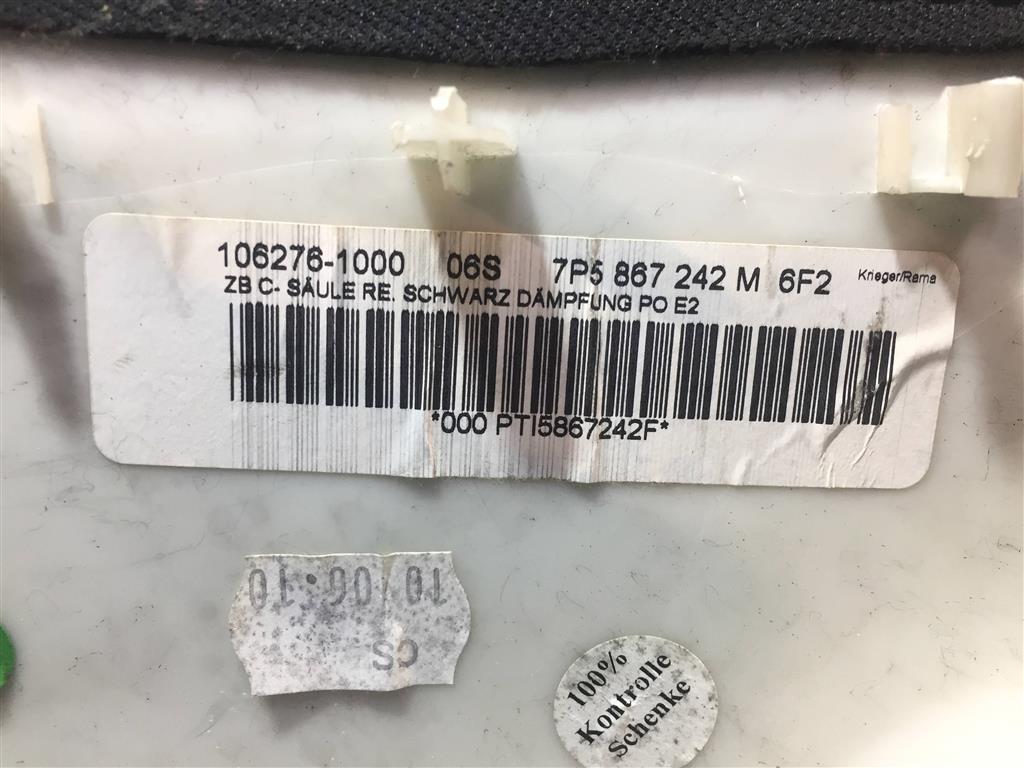 106276-1000 06S 7P5 867 242 M 6F2 Krieger/Rama
ZB C- SÄULE RE. SCHWARZ DÄMPFUNG PO E2
*000 PTI5867242F*
10 06. 10
CS
100%
Kontrolle
Schenke